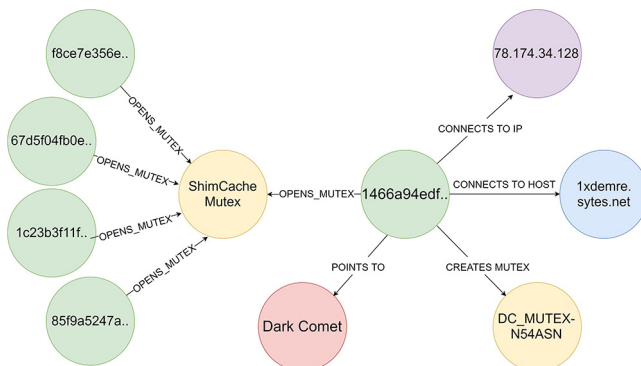 f8ce7e356e..
78.174.34.128
OPENS_MUTEX
CONNECTS TO IP
67d5f04fb0e..
OPENS_MUTEX
ShimCache
Mutex
OPENS_MUTEX
1466a94edf..
CONNECTS TO HOST
1xdemre.
sytes.net
1c23b3f11f..
OPENS_MUTEX
OPENS_MUTEX
POINTS TO
CREATES MUTEX
85f9a5247a..
Dark Comet
DC_MUTEX-
N54ASN